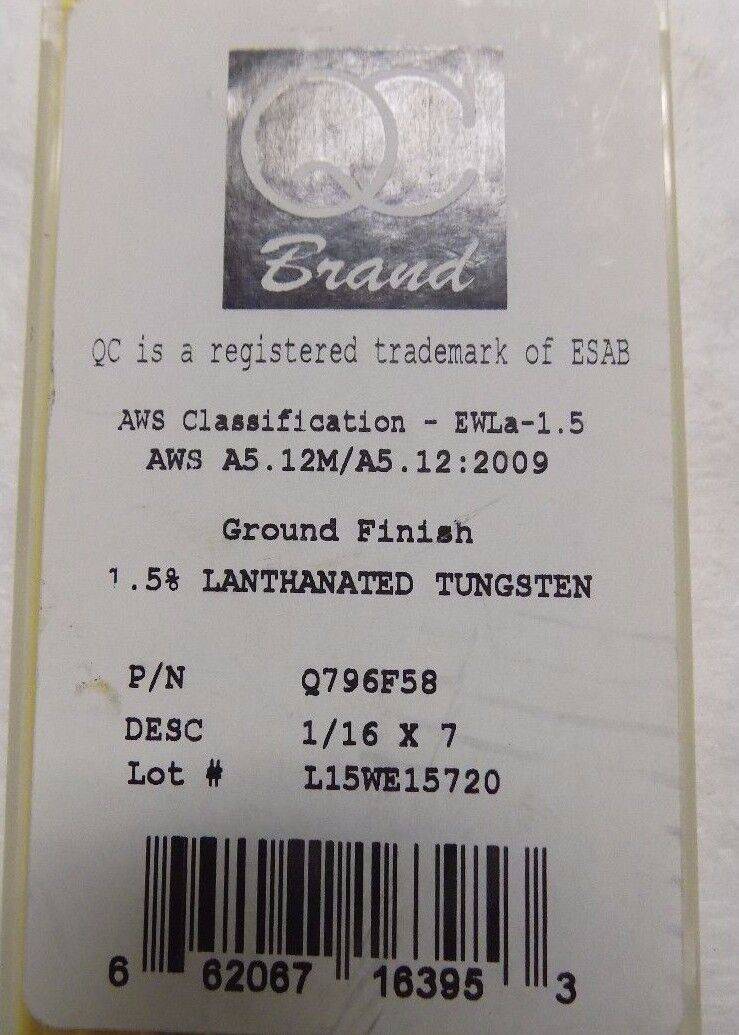 QC
Brand
QC is a registered trademark of ESAB
AWS Classification - EWLa-1.5
AWS A5.12M/A5.12:2009
Ground Finish
1.5% LANTHANATED TUNGSTEN
P/N Q796F58
DESC 1/16 X 7
Lot # L15WE15720
6 62067 16395 3